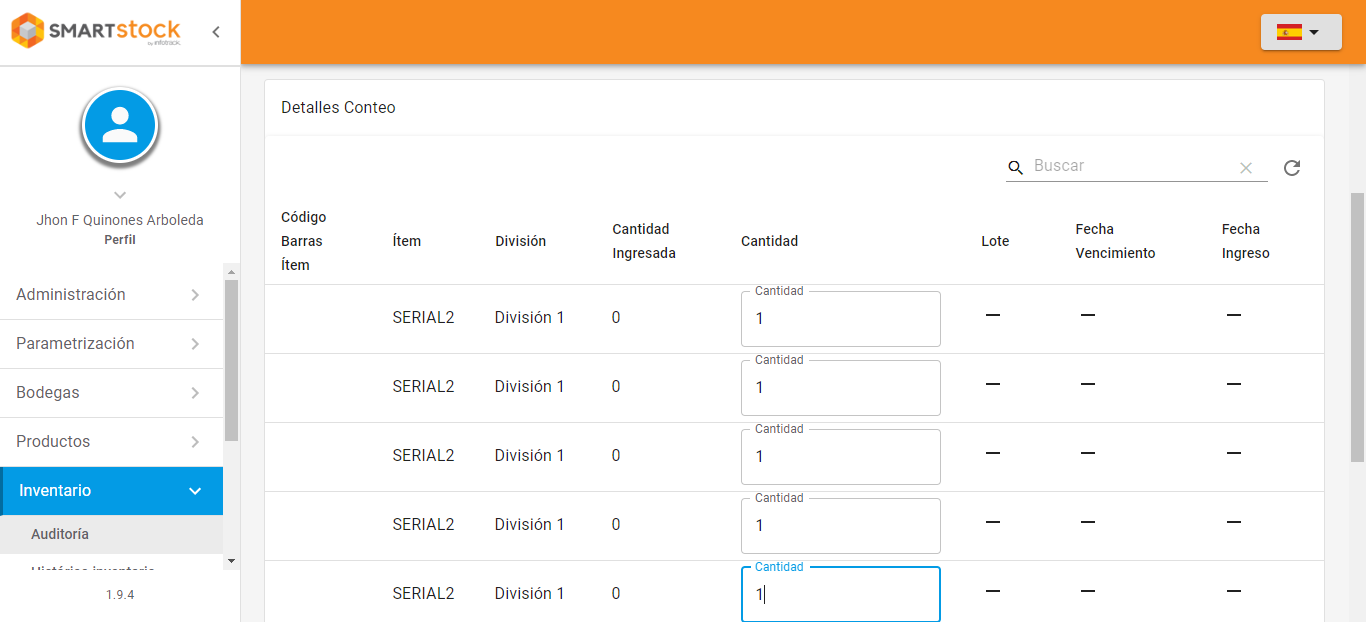 SMARTstock
by infotrack.
Jhon F Quinones Arboleda
Perfil
Administración
Parametrización
Bodegas
Productos
Inventario
Auditoría
Histórico inventario
1.9.4
Detalles Conteo
Buscar
Código Barras Ítem
Ítem
División
Cantidad Ingresada
Cantidad
Lote
Fecha Vencimiento
Fecha Ingreso
Cantidad
SERIAL2 División 1 0 1 — — —
Cantidad
SERIAL2 División 1 0 1 — — —
Cantidad
SERIAL2 División 1 0 1 — — —
Cantidad
SERIAL2 División 1 0 1 — — —
Cantidad
SERIAL2 División 1 0 1 — — —